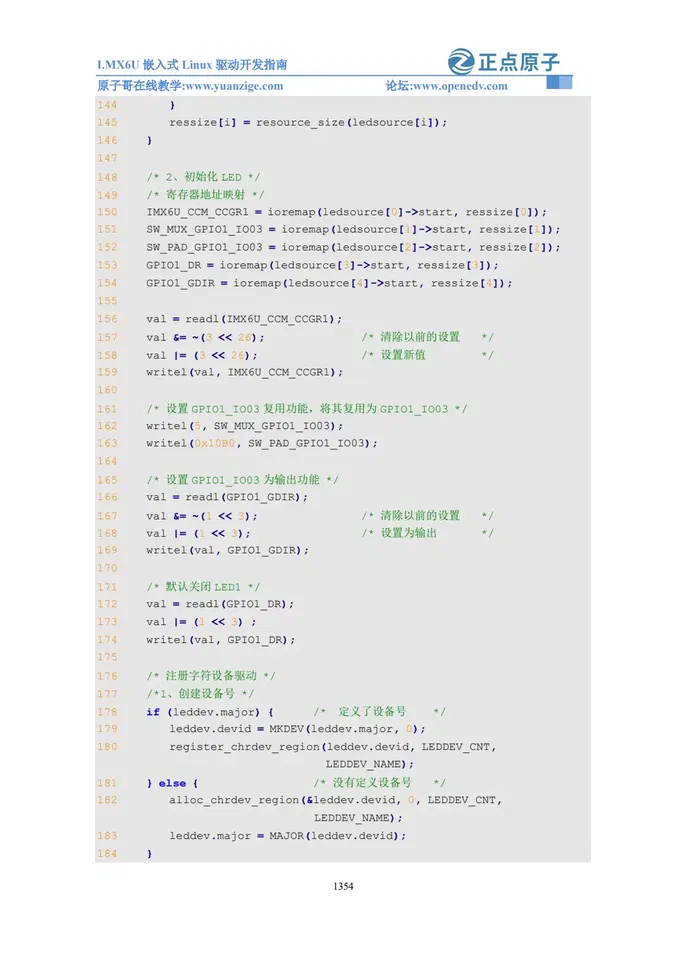 I.MX6U 嵌入式 Linux 驱动开发指南
正点原子
原子哥在线教学:www.yuanzige.com 论坛:www.openedv.com
144 }
145 ressize[i] = resource_size(ledsource[i]);
146 }
147
148 /* 2、初始化 LED */
149 /* 寄存器地址映射 */
150 IMX6U_CCM_CCGR1 = ioremap(ledsource[0]->start, ressize[0]);
151 SW_MUX_GPIO1_IO03 = ioremap(ledsource[1]->start, ressize[1]);
152 SW_PAD_GPIO1_IO03 = ioremap(ledsource[2]->start, ressize[2]);
153 GPIO1_DR = ioremap(ledsource[3]->start, ressize[3]);
154 GPIO1_GDIR = ioremap(ledsource[4]->start, ressize[4]);
155
156 val = readl(IMX6U_CCM_CCGR1);
157 val &= ~(3 << 26); /* 清除以前的设置 */
158 val |= (3 << 26); /* 设置新值 */
159 writel(val, IMX6U_CCM_CCGR1);
160
161 /* 设置 GPIO1_IO03 复用功能，将其复用为 GPIO1_IO03 */
162 writel(5, SW_MUX_GPIO1_IO03);
163 writel(0x10B0, SW_PAD_GPIO1_IO03);
164
165 /* 设置 GPIO1_IO03 为输出功能 */
166 val = readl(GPIO1_GDIR);
167 val &= ~(1 << 3); /* 清除以前的设置 */
168 val |= (1 << 3); /* 设置为输出 */
169 writel(val, GPIO1_GDIR);
170
171 /* 默认关闭 LED1 */
172 val = readl(GPIO1_DR);
173 val |= (1 << 3) ;
174 writel(val, GPIO1_DR);
175
176 /* 注册字符设备驱动 */
177 /*1、创建设备号 */
178 if (leddev.major) { /* 定义了设备号 */
179 leddev.devid = MKDEV(leddev.major, 0);
180 register_chrdev_region(leddev.devid, LEDDEV_CNT,
LEDDEV_NAME);
181 } else { /* 没有定义设备号 */
182 alloc_chrdev_region(&leddev.devid, 0, LEDDEV_CNT,
LEDDEV_NAME);
183 leddev.major = MAJOR(leddev.devid);
184 }
1354